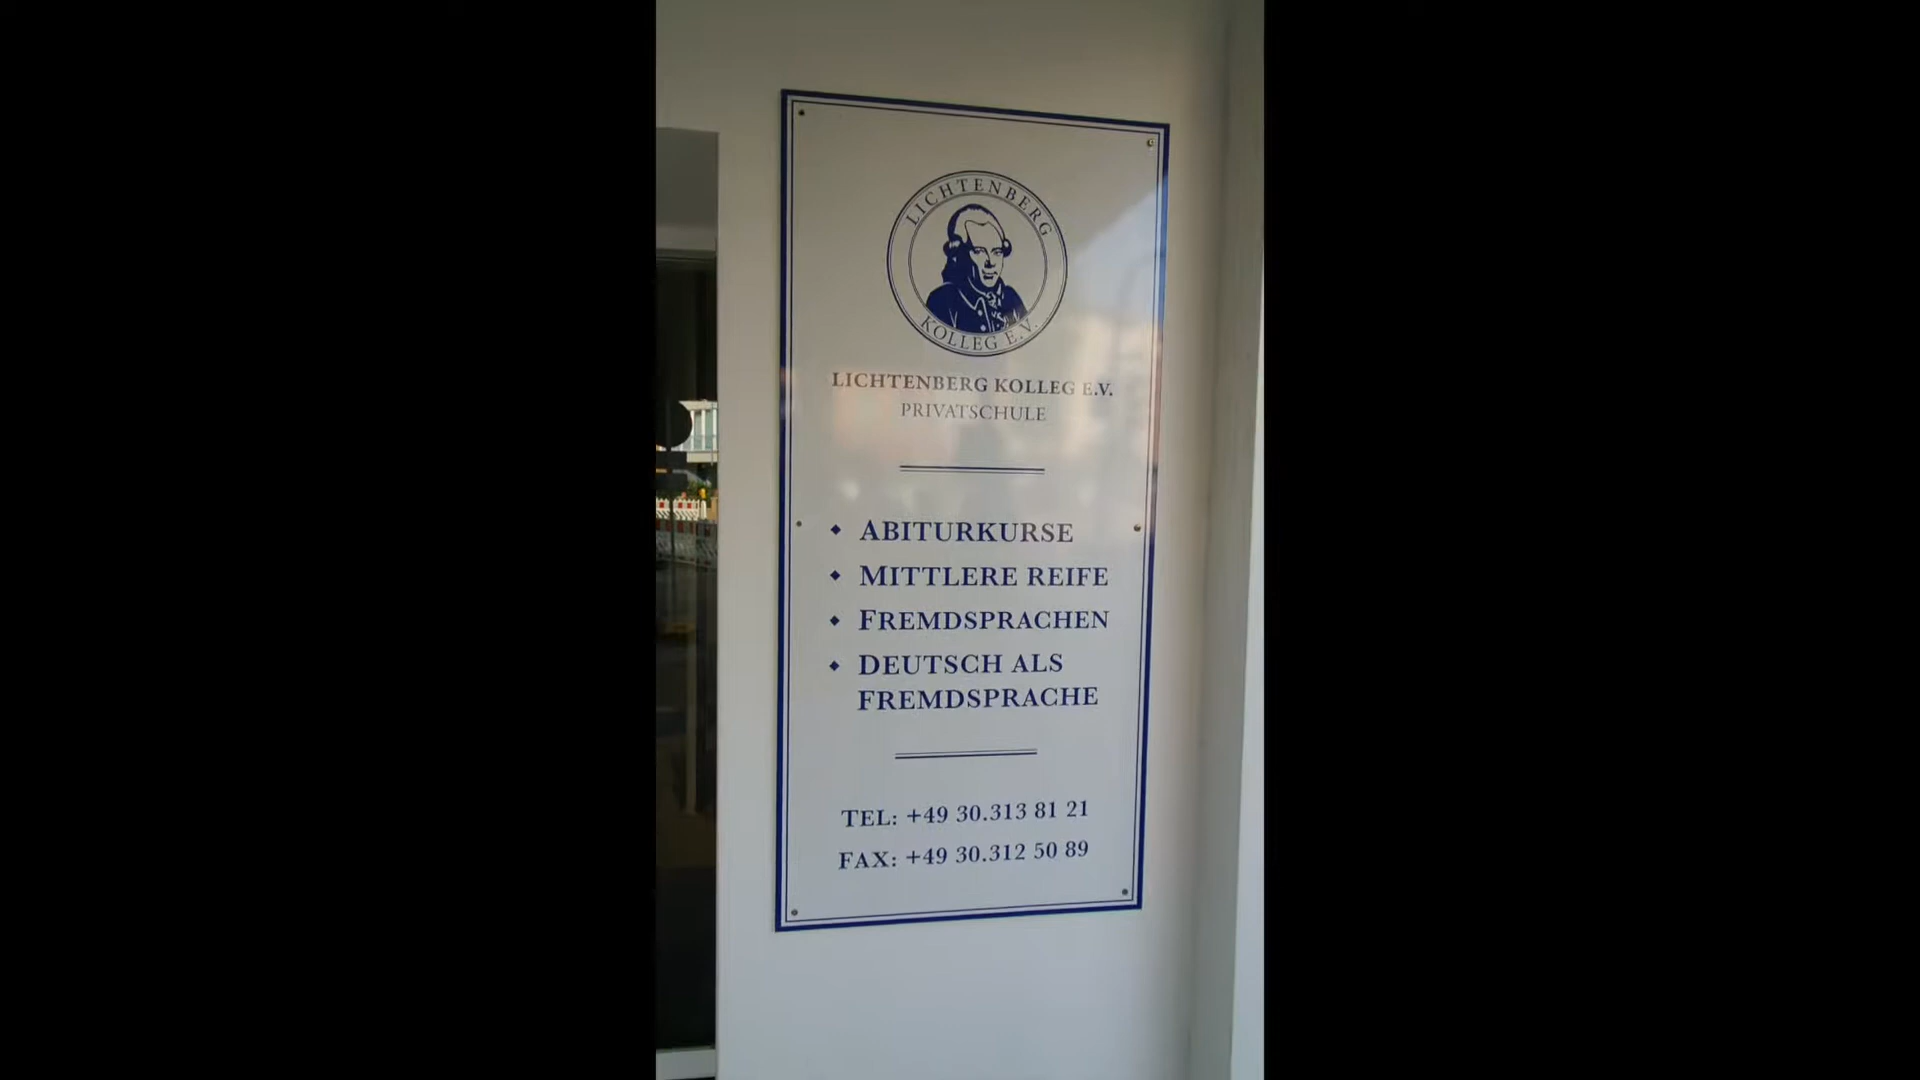 LICHTENBERG
KOLLEG E.V.
LICHTENBERG KOLLEG E.V.
PRIVATSCHULE
◆ ABITURKURSE
◆ MITTLERE REIFE
◆ FREMDSPRACHEN
◆ DEUTSCH ALS
FREMDSPRACHE
TEL: +49 30.313 81 21
FAX: +49 30.312 50 89